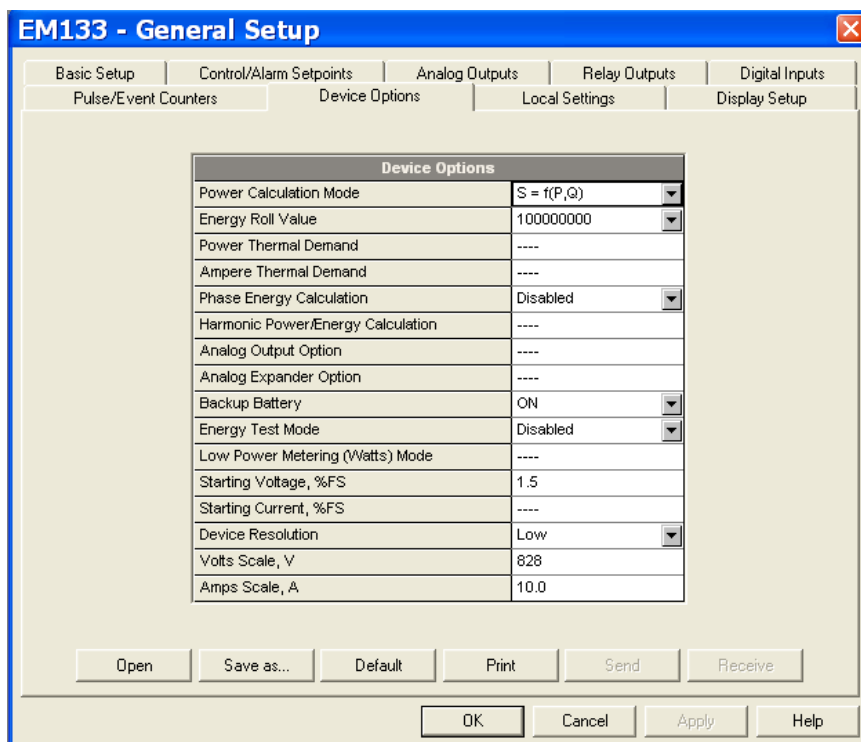 EM133 - General Setup
Basic Setup Control/Alarm Setpoints Analog Outputs Relay Outputs Digital Inputs
Pulse/Event Counters Device Options Local Settings Display Setup
Device Options
Power Calculation Mode S = f(P,Q)
Energy Roll Value 100000000
Power Thermal Demand ----
Ampere Thermal Demand ----
Phase Energy Calculation Disabled
Harmonic Power/Energy Calculation ----
Analog Output Option ----
Analog Expander Option ----
Backup Battery ON
Energy Test Mode Disabled
Low Power Metering (Watts) Mode ----
Starting Voltage, %FS 1.5
Starting Current, %FS ----
Device Resolution Low
Volts Scale, V 828
Amps Scale, A 10.0
Open Save as... Default Print Send Receive
OK Cancel Apply Help